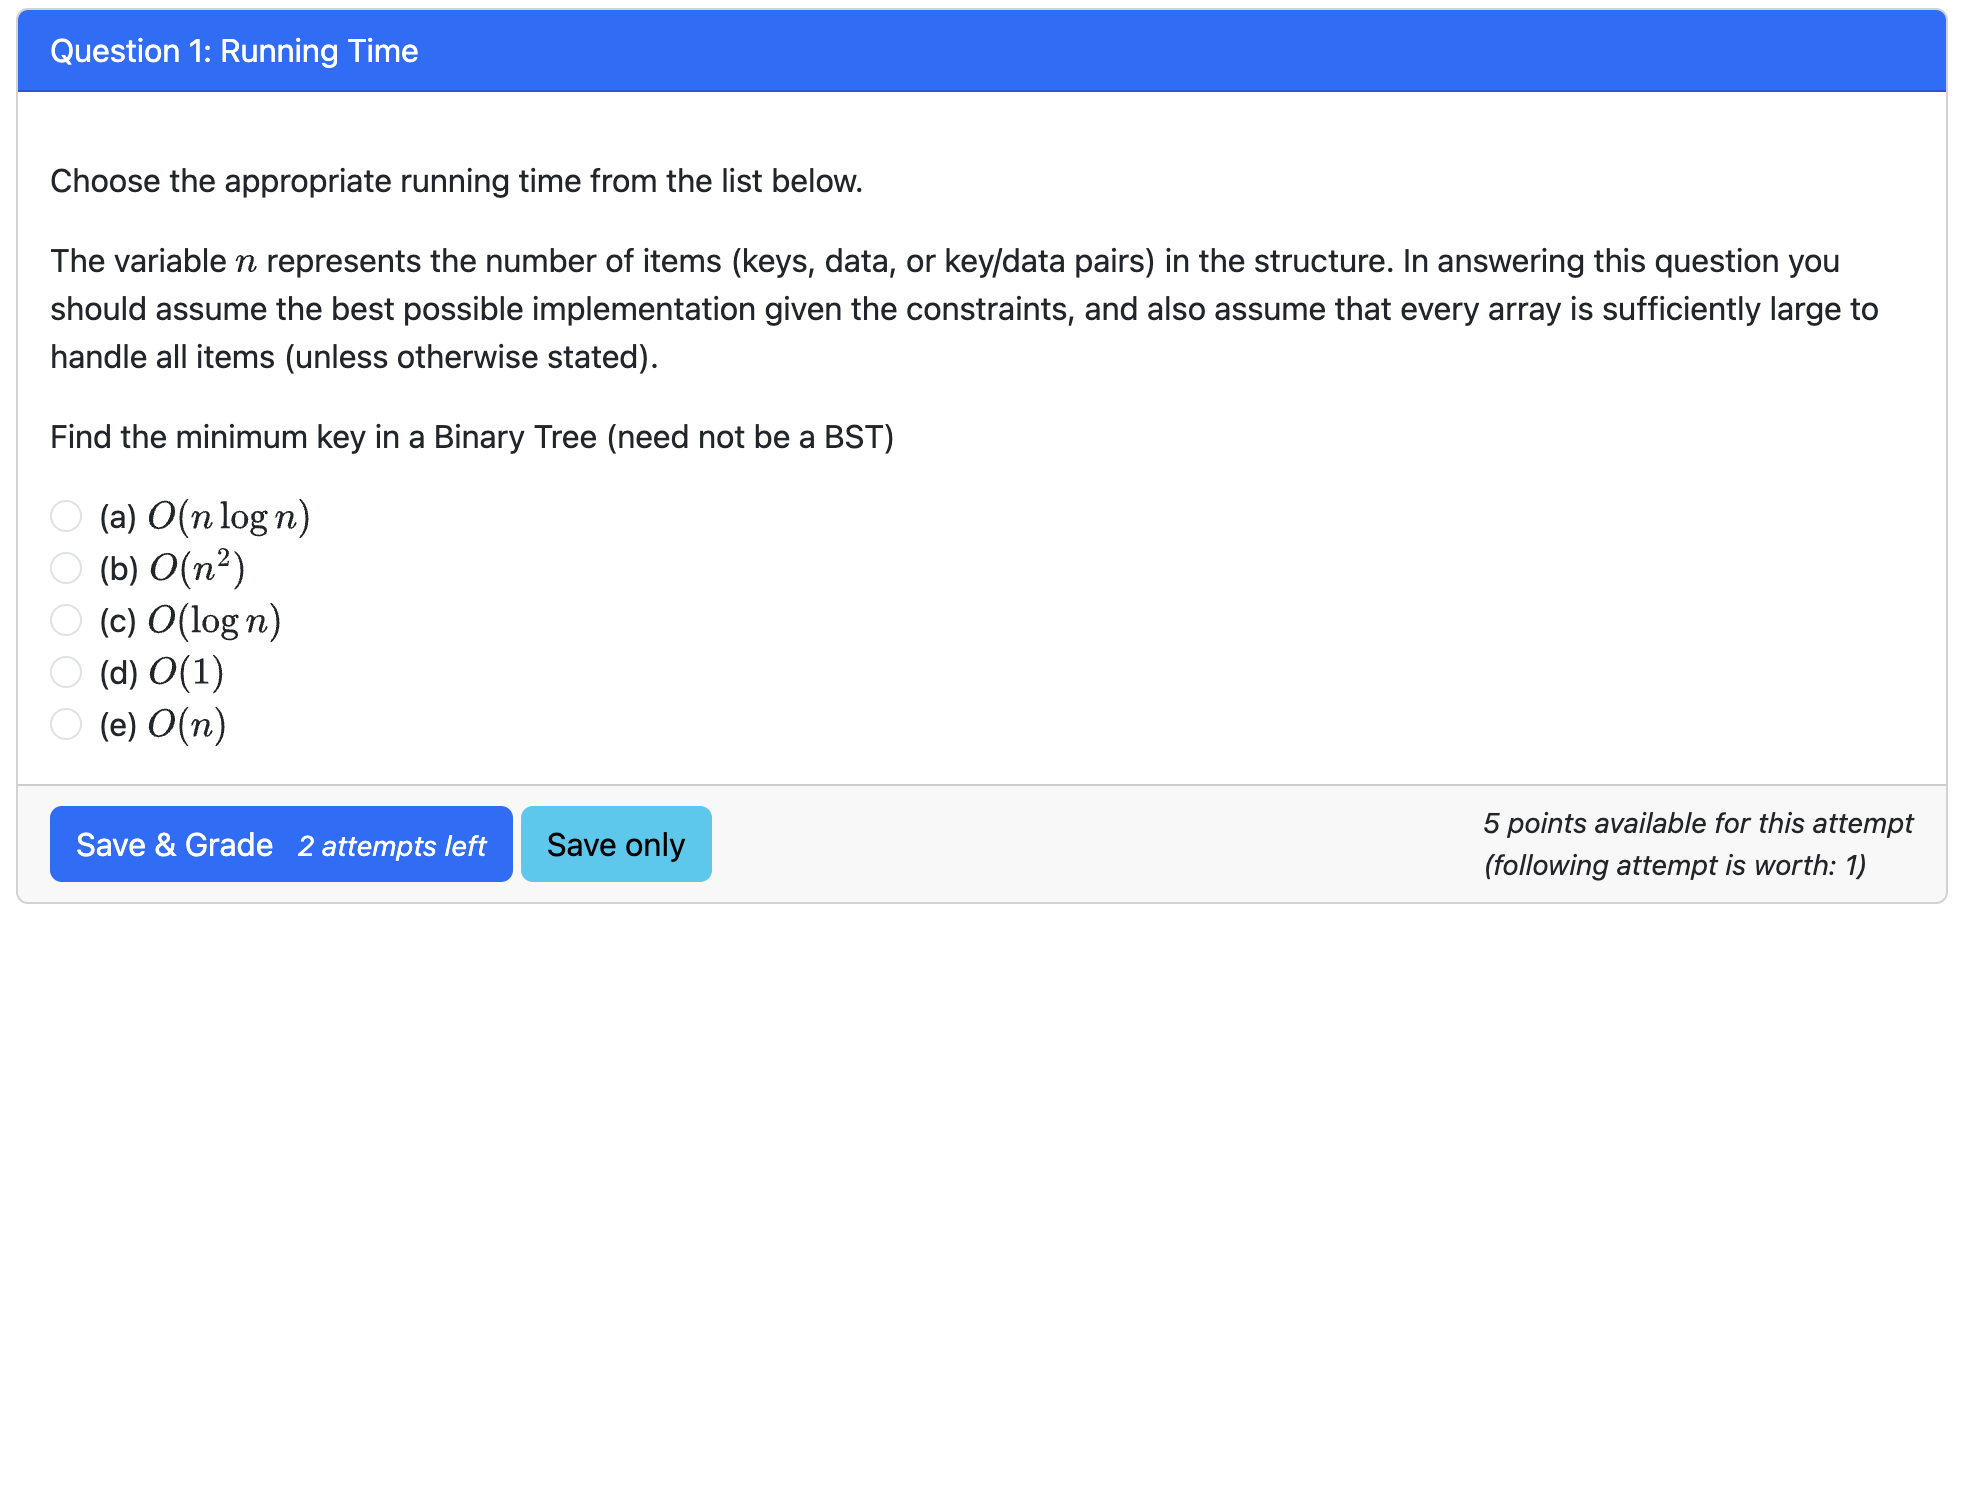 Question 1: Running Time
Choose the appropriate running time from the list below.
The variable n represents the number of items (keys, data, or key/data pairs) in the structure. In answering this question you
should assume the best possible implementation given the constraints, and also assume that every array is sufficiently large to
handle all items (unless otherwise stated).
Find the minimum key in a Binary Tree (need not be a BST)
(a) O(n log n)
(b) O(n²)
(c) O(log n)
(d) O(1)
(e) O(n)
Save & Grade 2 attempts left Save only
5 points available for this attempt
(following attempt is worth: 1)